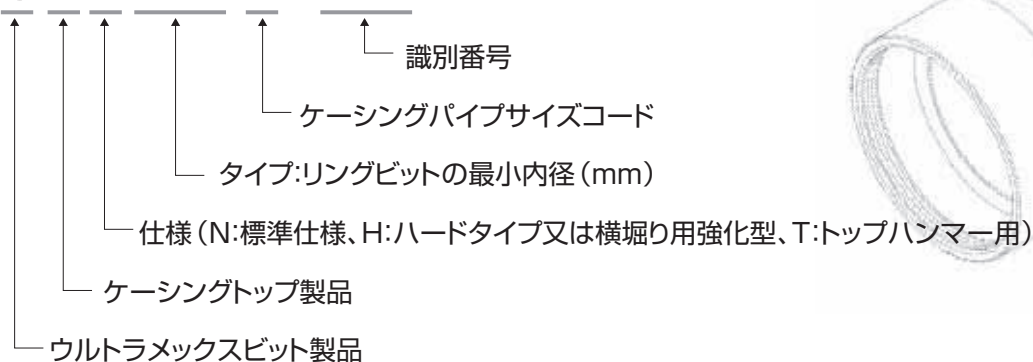 識別番号
ケーシングパイプサイズコード
タイプ:リングビットの最小内径(mm)
仕様(N:標準仕様、H:ハードタイプ又は横堀り用強化型、T:トップハンマー用)
ケーシングトップ製品
ウルトラメックスビット製品